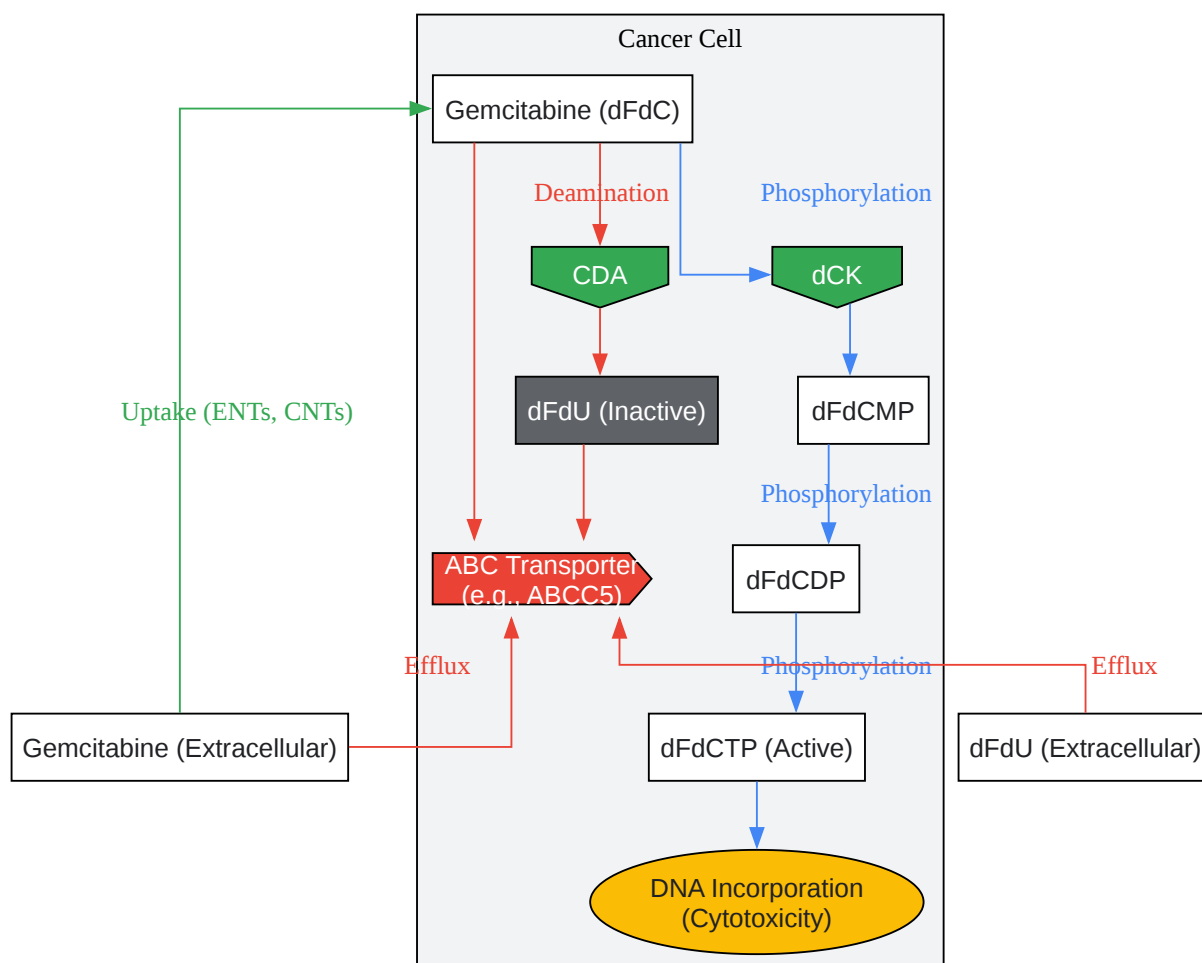 Cancer Cell
Gemcitabine (dFdC)
Deamination
Phosphorylation
CDA
dCK
Uptake (ENTs, CNTs)
dFdU (Inactive)
dFdCMP
Phosphorylation
ABC Transporter
(e.g., ABCC5)
dFdCDP
Efflux
Phosphorylation
Efflux
Gemcitabine (Extracellular)
dFdCTP (Active)
dFdU (Extracellular)
DNA Incorporation
(Cytotoxicity)